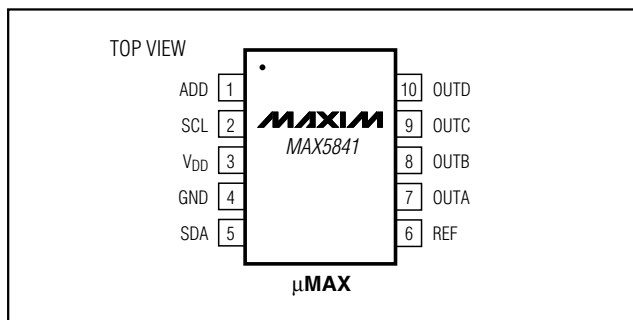 TOP VIEW
ADD 1
SCL 2
VDD 3
GND 4
SDA 5
MAXIM
MAX5841
10 OUTD
9 OUTC
8 OUTB
7 OUTA
6 REF
µMAX